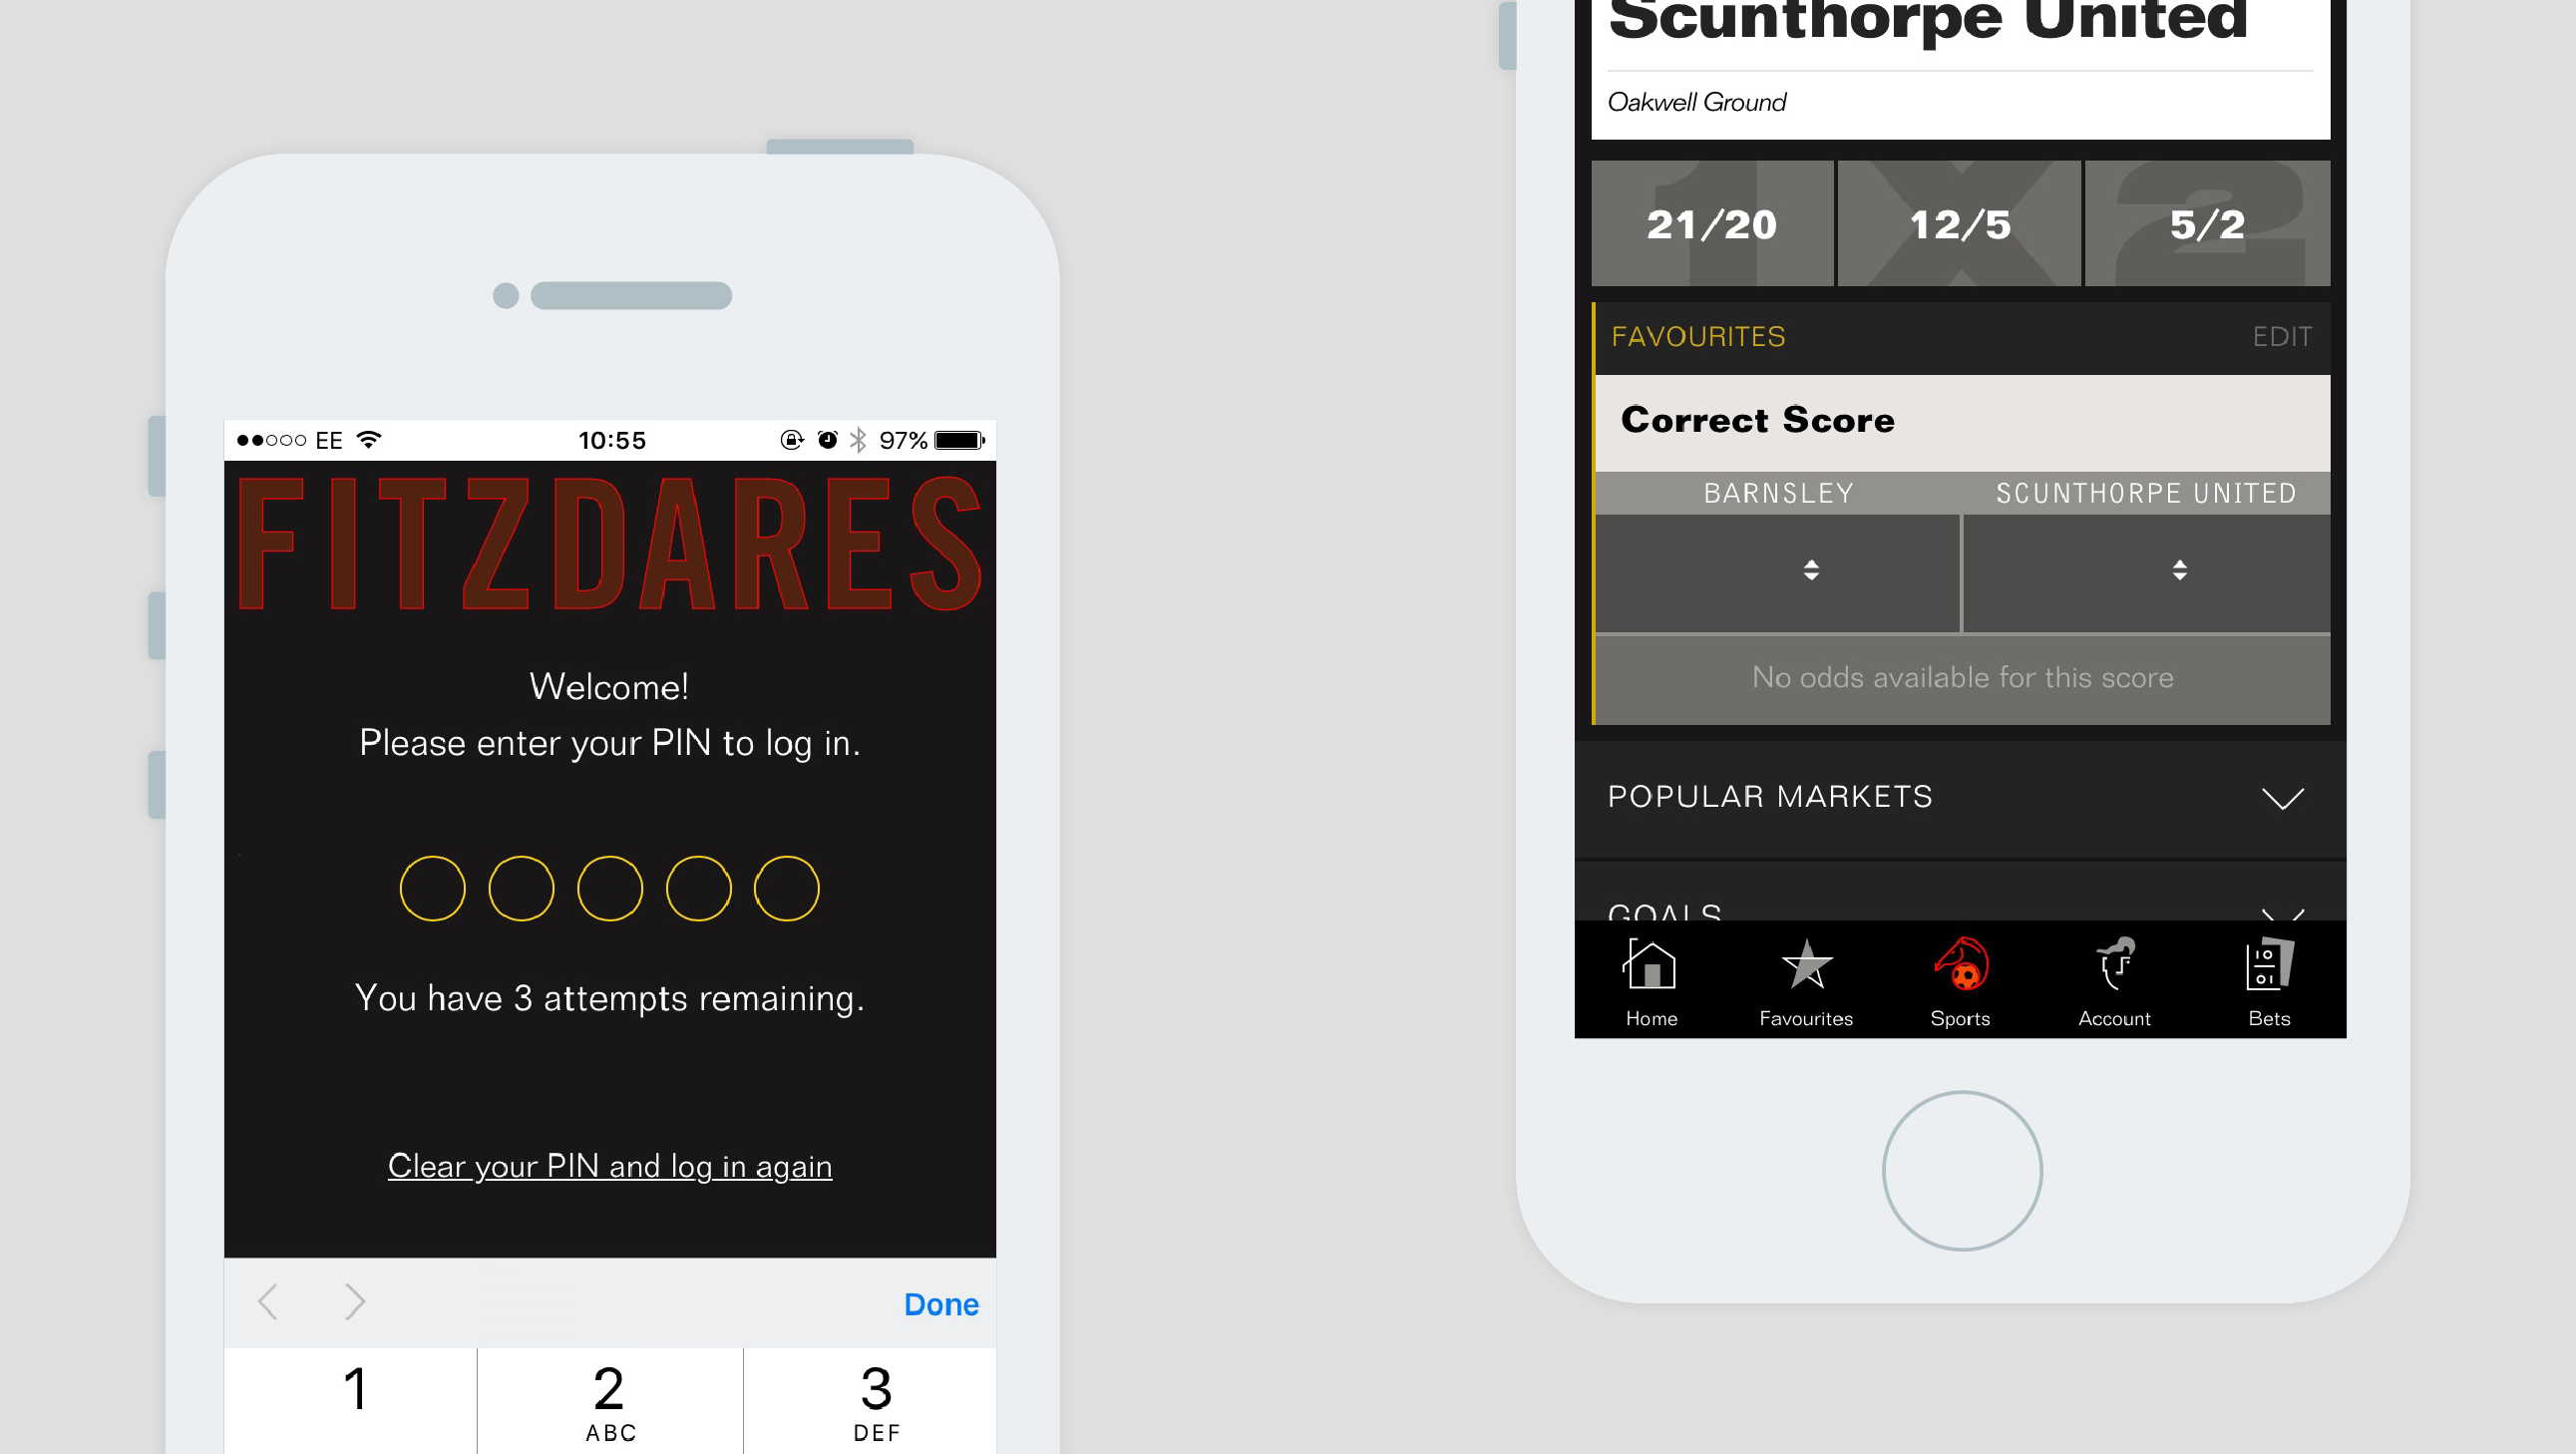 EE 10:55 97%
FITZDARES
Welcome!
Please enter your PIN to log in.
You have 3 attempts remaining.
Clear your PIN and log in again
Done
1 2 3
ABC DEF
Scunthorpe United
Oakwell Ground
1 X 2
21/20 12/5 5/2
FAVOURITES EDIT
Correct Score
BARNSLEY SCUNTHORPE UNITED
No odds available for this score
POPULAR MARKETS
GOALS
Home Favourites Sports Account Bets